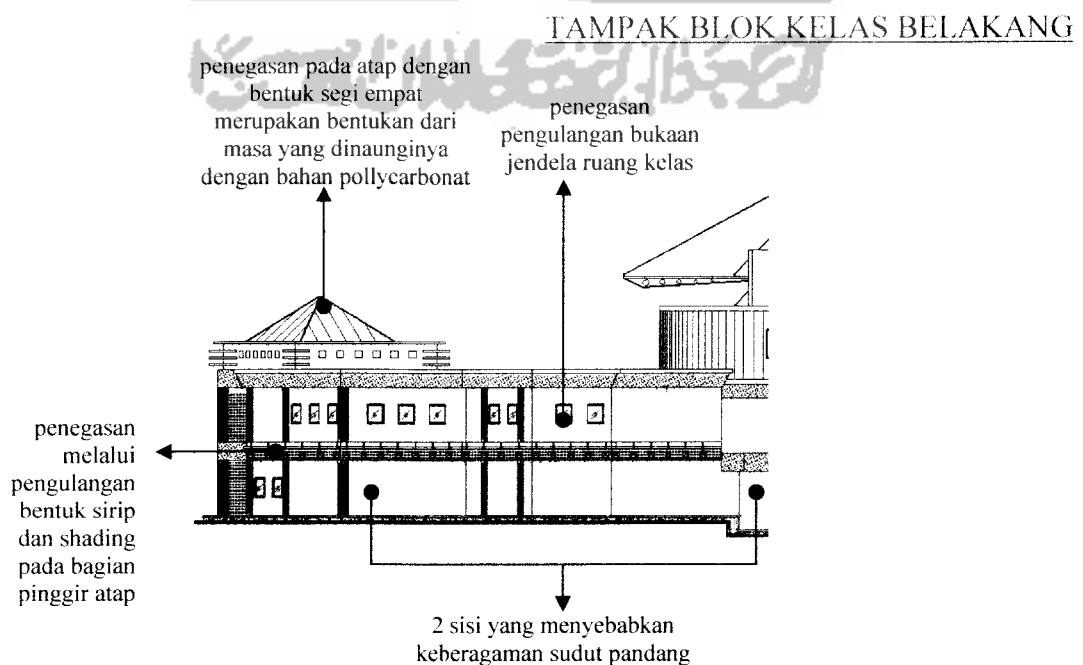 TAMPAK BLOK KELAS BELAKANG
penegasan pada atap dengan
bentuk segi empat
merupakan bentukan dari
masa yang dinaunginya
dengan bahan pollycarbonat
penegasan
pengulangan bukaan
jendela ruang kelas
penegasan
melalui
pengulangan
bentuk sirip
dan shading
pada bagian
pinggir atap
2 sisi yang menyebabkan
keberagaman sudut pandang